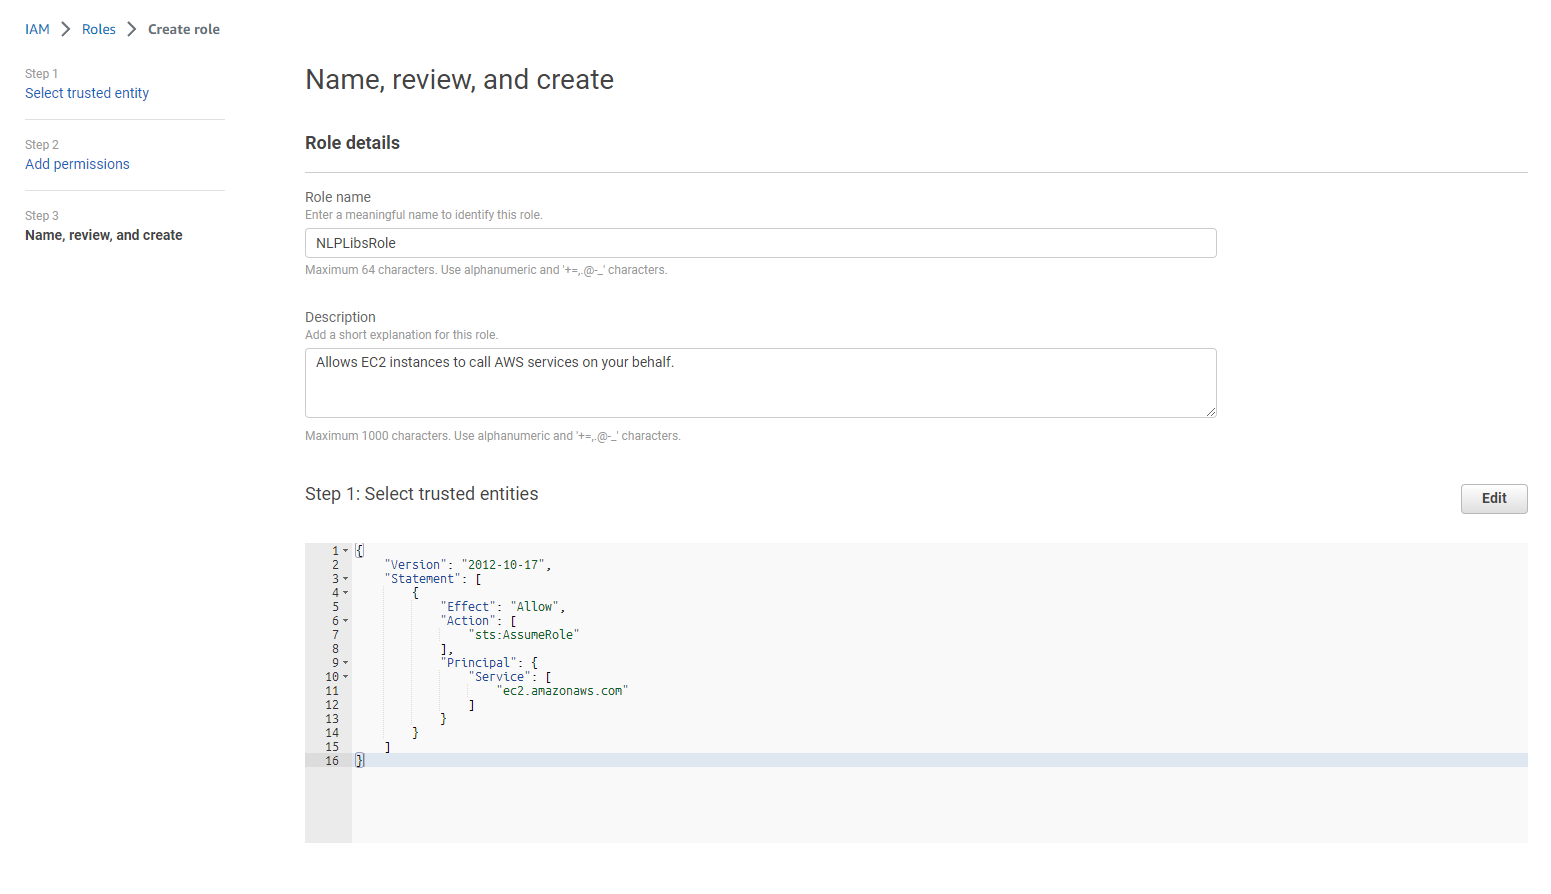 IAM > Roles > Create role
Step 1
Select trusted entity
Step 2
Add permissions
Step 3
Name, review, and create
Name, review, and create
Role details
Role name
Enter a meaningful name to identify this role.
NLPLibsRole
Maximum 64 characters. Use alphanumeric and '+=,.@-_' characters.
Description
Add a short explanation for this role.
Allows EC2 instances to call AWS services on your behalf.
Maximum 1000 characters. Use alphanumeric and '+=,.@-_' characters.
Step 1: Select trusted entities
Edit
1 {
2     "Version": "2012-10-17",
3     "Statement": [
4         {
5             "Effect": "Allow",
6             "Action": [
7                 "sts:AssumeRole"
8             ],
9             "Principal": {
10                 "Service": [
11                     "ec2.amazonaws.com"
12                 ]
13             }
14         }
15     ]
16 }